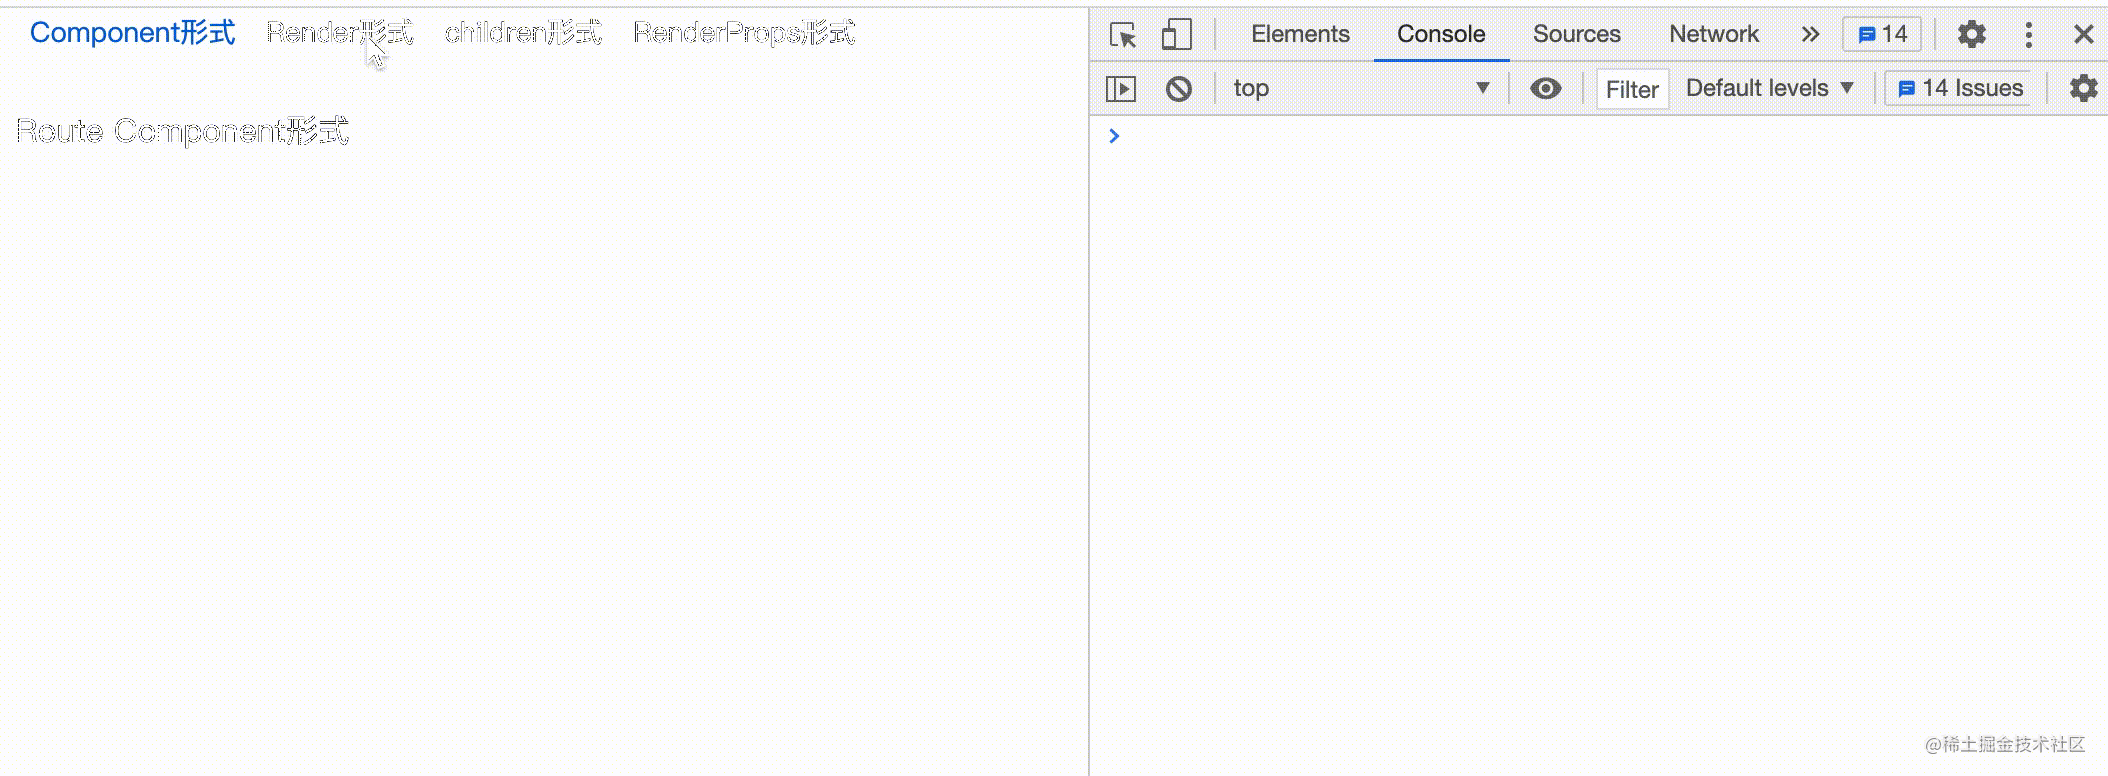 Component形式 Render形式 children形式 RenderProps形式
Route Component形式
Elements Console Sources Network 14
top Filter Default levels 14 Issues
@稀土掘金技术社区